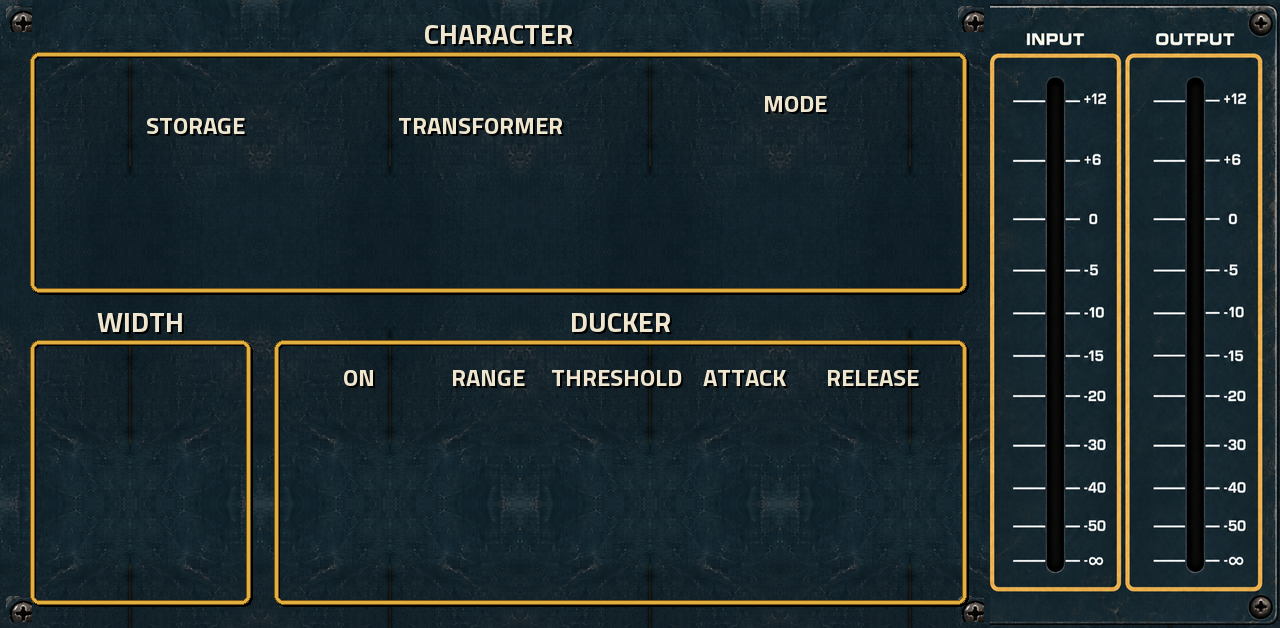 CHARACTER
STORAGE
TRANSFORMER
MODE
WIDTH
DUCKER
ON
RANGE
THRESHOLD
ATTACK
RELEASE
INPUT
+12
+6
0
-5
-10
-15
-20
-30
-40
-50
-∞
OUTPUT
+12
+6
0
-5
-10
-15
-20
-30
-40
-50
-∞